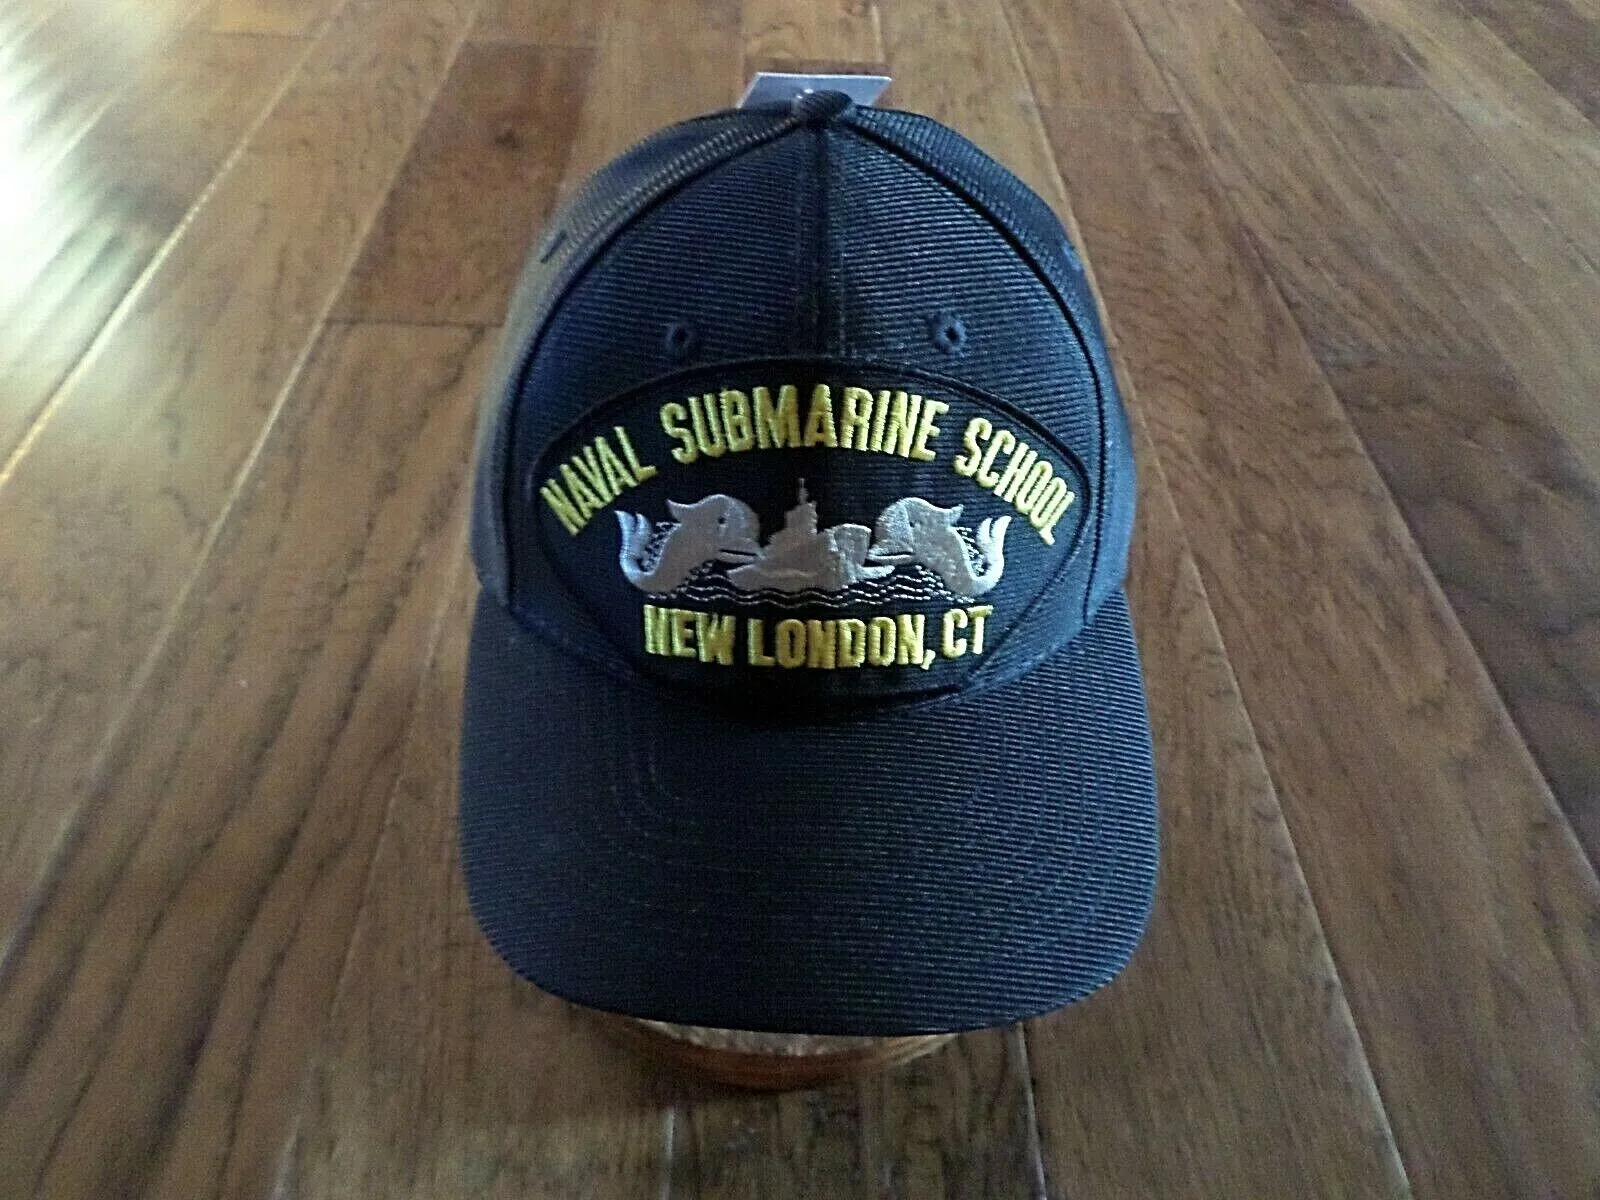 NAVAL SUBMARINE SCHOOL
NEW LONDON, CT